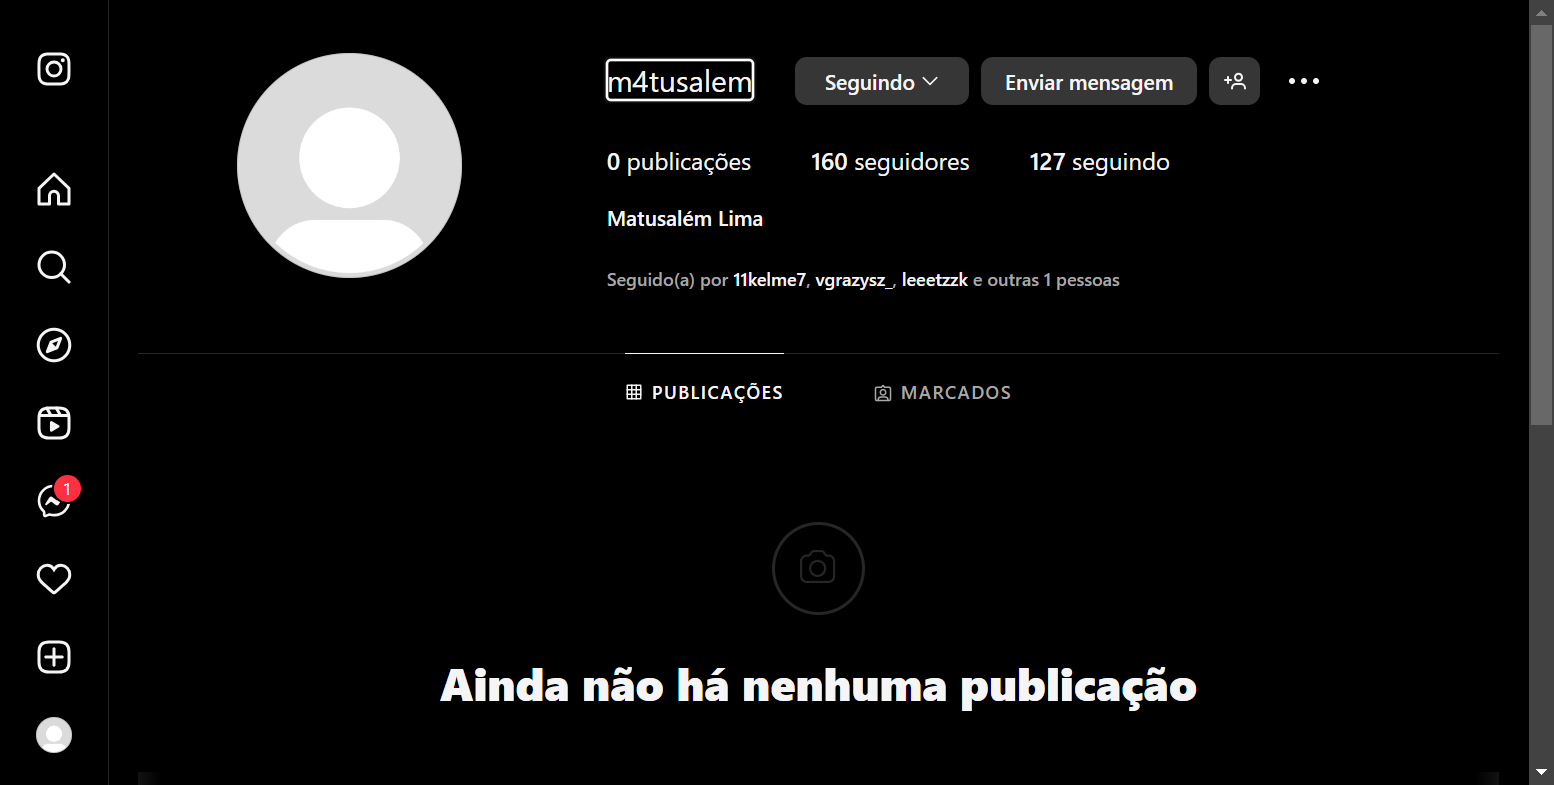 m4tusalem
Seguindo
Enviar mensagem
0 publicações
160 seguidores
127 seguindo
Matusalém Lima
Seguido(a) por 11kelme7, vgrazysz_, leeetzzk e outras 1 pessoas
PUBLICAÇÕES
MARCADOS
1
Ainda não há nenhuma publicação